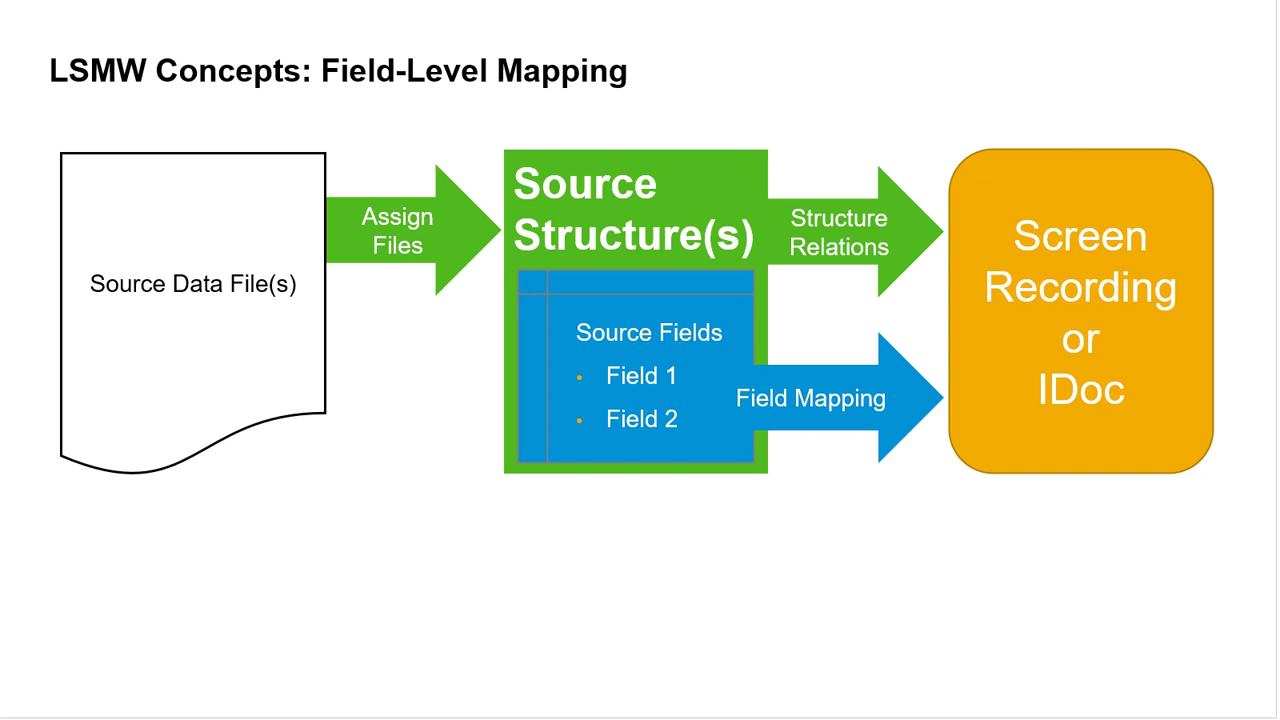 LSMW Concepts: Field-Level Mapping
Source Data File(s)
Assign
Files
Source
Structure(s)
Source Fields
• Field 1
• Field 2
Structure
Relations
Field Mapping
Screen
Recording
or
IDoc